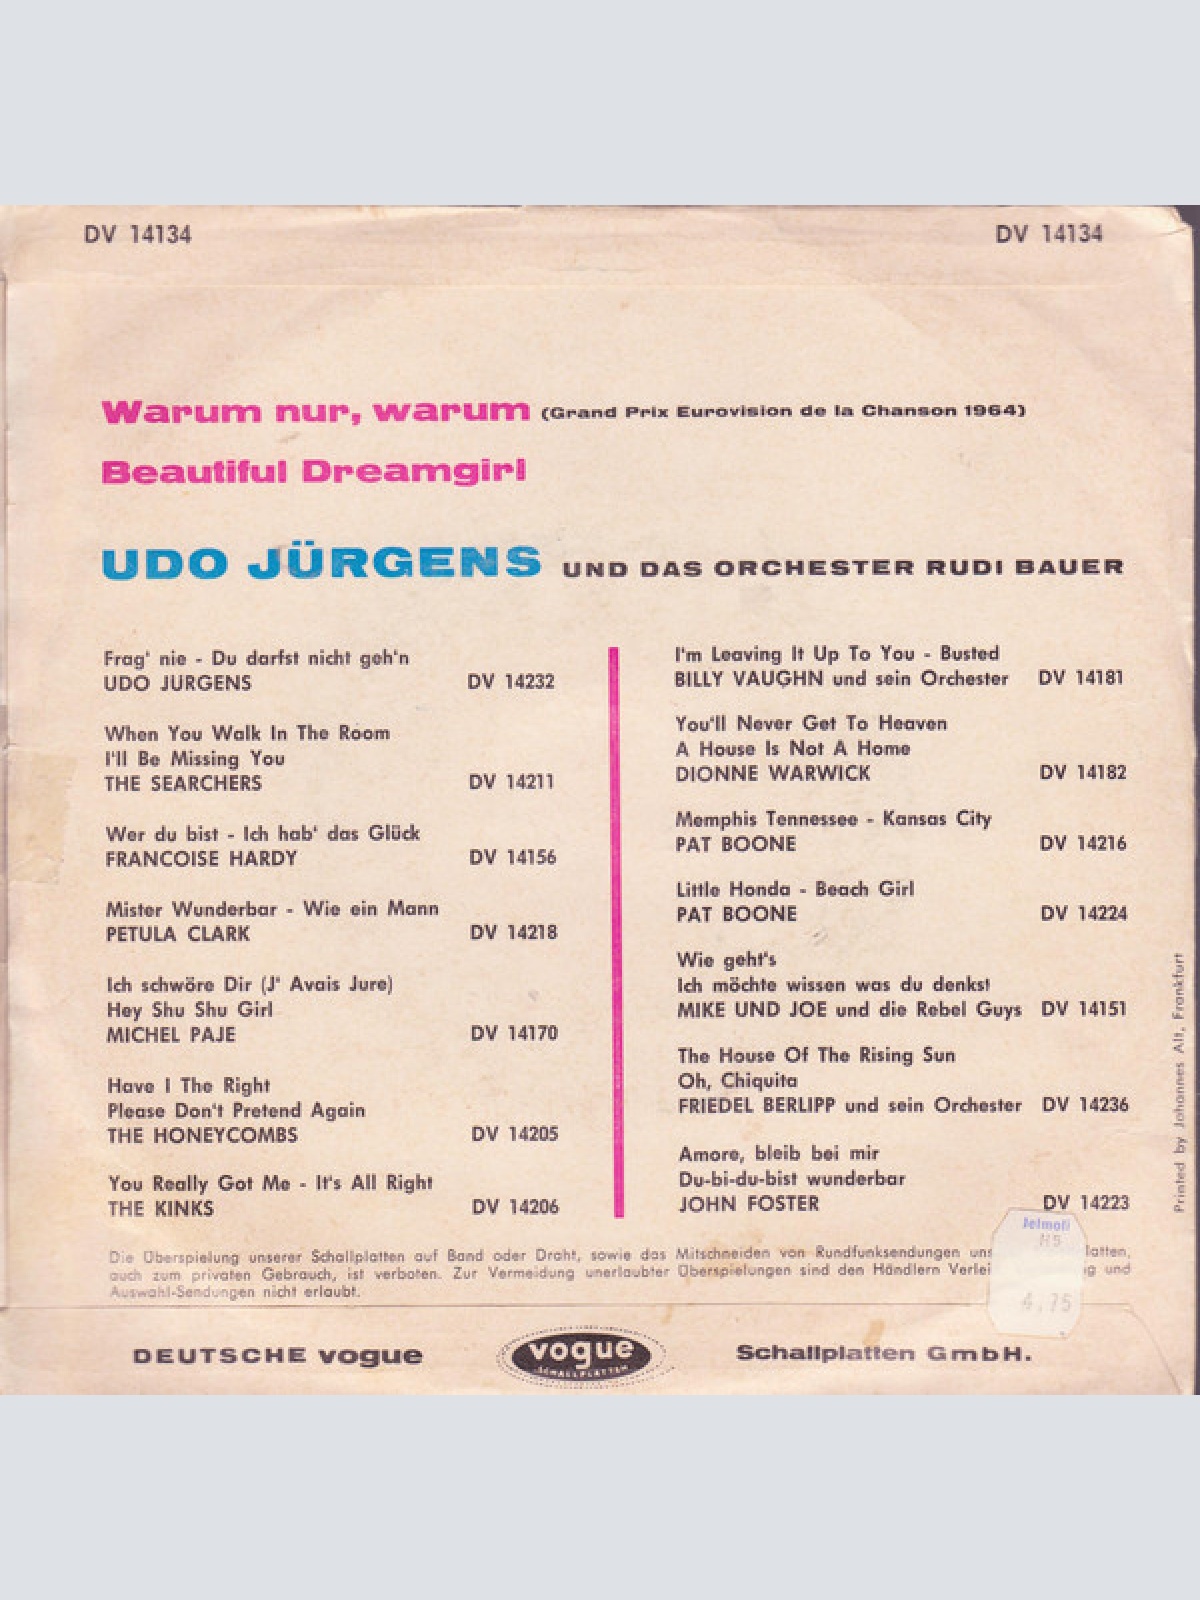 DV 14134
DV 14134
Warum nur, warum (Grand Prix Eurovision de la Chanson 1964)
Beautiful Dreamgirl
UDO JÜRGENS UND DAS ORCHESTER RUDI BAUER
Frag' nie - Du darfst nicht geh'n
UDO JURGENS DV 14232
When You Walk In The Room
I'll Be Missing You
THE SEARCHERS DV 14211
Wer du bist - Ich hab' das Glück
FRANCOISE HARDY DV 14156
Mister Wunderbar - Wie ein Mann
PETULA CLARK DV 14218
Ich schwöre Dir (J' Avais Jure)
Hey Shu Shu Girl
MICHEL PAJE DV 14170
Have I The Right
Please Don't Pretend Again
THE HONEYCOMBS DV 14205
You Really Got Me - It's All Right
THE KINKS DV 14206
I'm Leaving It Up To You - Busted
BILLY VAUGHN und sein Orchester DV 14181
You'll Never Get To Heaven
A House Is Not A Home
DIONNE WARWICK DV 14182
Memphis Tennessee - Kansas City
PAT BOONE DV 14216
Little Honda - Beach Girl
PAT BOONE DV 14224
Wie geht's
Ich möchte wissen was du denkst
MIKE UND JOE und die Rebel Guys DV 14151
The House Of The Rising Sun
Oh, Chiquita
FRIEDEL BERLIPP und sein Orchester DV 14236
Amore, bleib bei mir
Du-bi-du-bist wunderbar
JOHN FOSTER DV 14223
Printed by Johannes Alt, Frankfurt
Jelmoli
4.75
Die Überspielung unserer Schallplatten auf Band oder Draht, sowie das Mitschneiden von Rundfunksendungen uns latten,
auch zum privaten Gebrauch, ist verboten. Zur Vermeidung unerlaubter Überspielungen sind den Händlern Verlei g und
Auswahl-Sendungen nicht erlaubt.
DEUTSCHE vogue
vogue
SCHALLPLATTEN
Schallplatten GmbH.